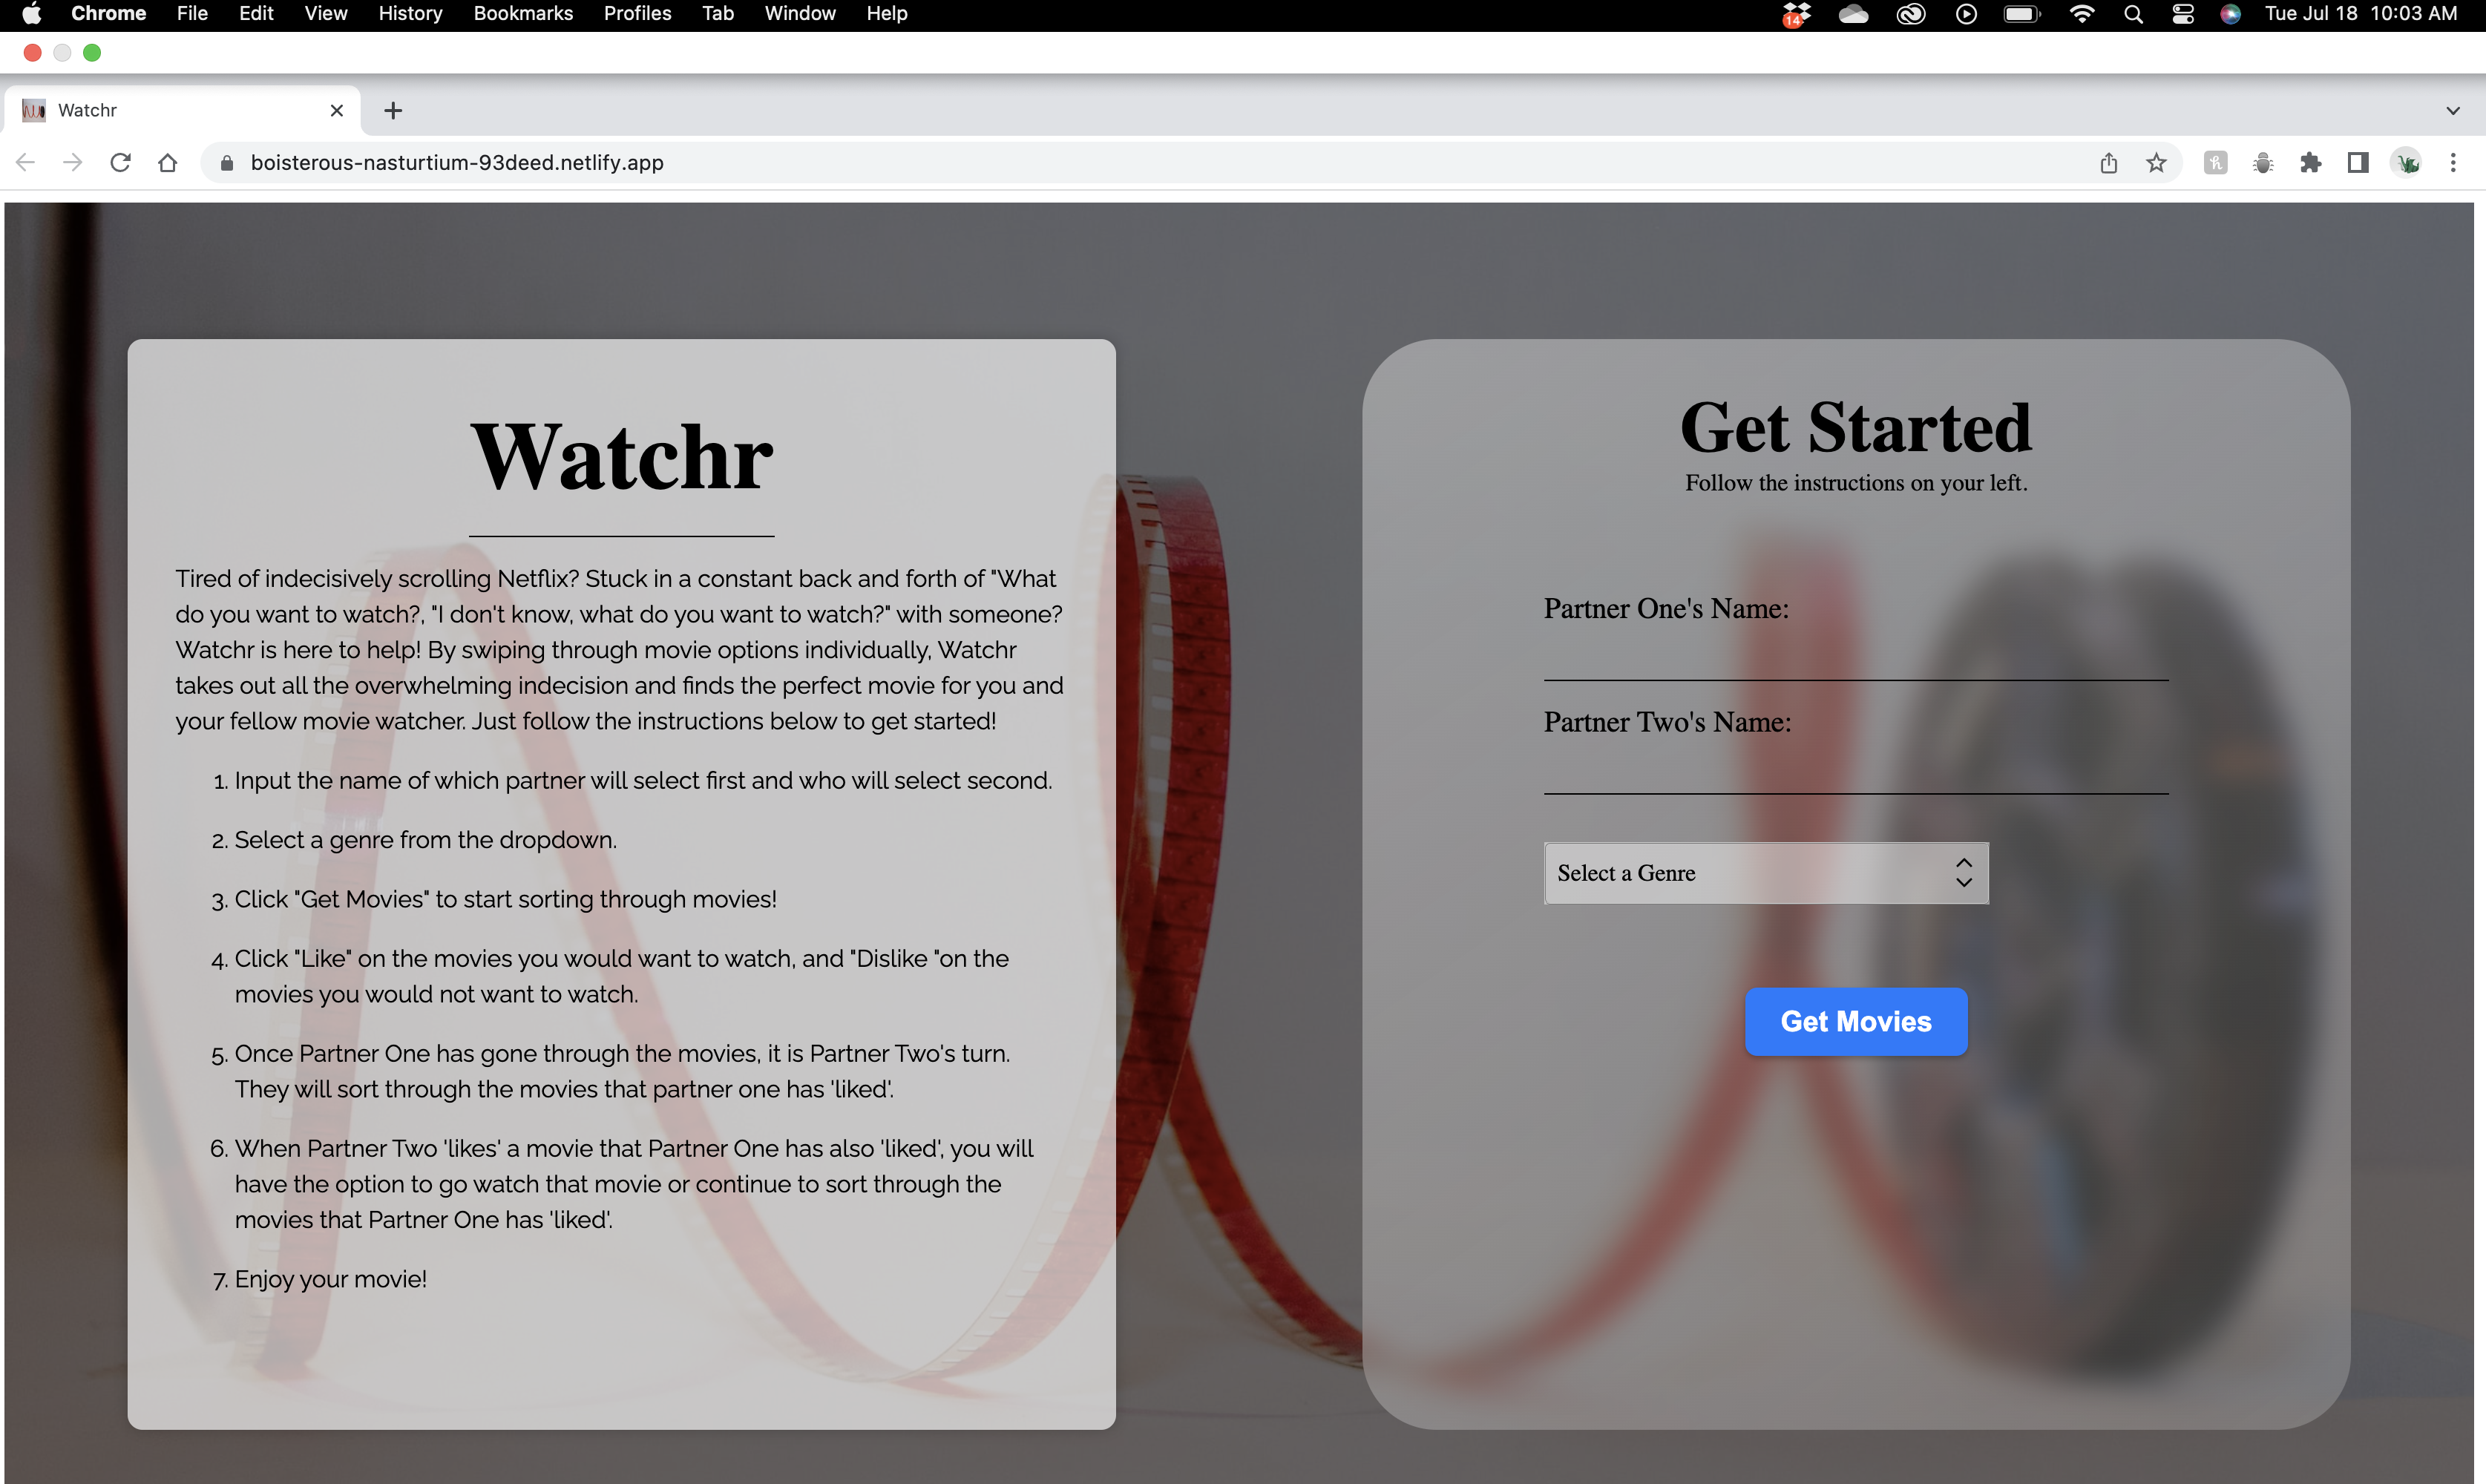 Chrome File Edit View History Bookmarks Profiles Tab Window Help 14 Tue Jul 18 10:03 AM
Watchr
boisterous-nasturtium-93deed.netlify.app
Watchr
Tired of indecisively scrolling Netflix? Stuck in a constant back and forth of "What
do you want to watch?, "I don't know, what do you want to watch?" with someone?
Watchr is here to help! By swiping through movie options individually, Watchr
takes out all the overwhelming indecision and finds the perfect movie for you and
your fellow movie watcher. Just follow the instructions below to get started!
1. Input the name of which partner will select first and who will select second.
2. Select a genre from the dropdown.
3. Click "Get Movies" to start sorting through movies!
4. Click "Like" on the movies you would want to watch, and "Dislike "on the
movies you would not want to watch.
5. Once Partner One has gone through the movies, it is Partner Two's turn.
They will sort through the movies that partner one has 'liked'.
6. When Partner Two 'likes' a movie that Partner One has also 'liked', you will
have the option to go watch that movie or continue to sort through the
movies that Partner One has 'liked'.
7. Enjoy your movie!
Get Started
Follow the instructions on your left.
Partner One's Name:
Partner Two's Name:
Select a Genre
Get Movies